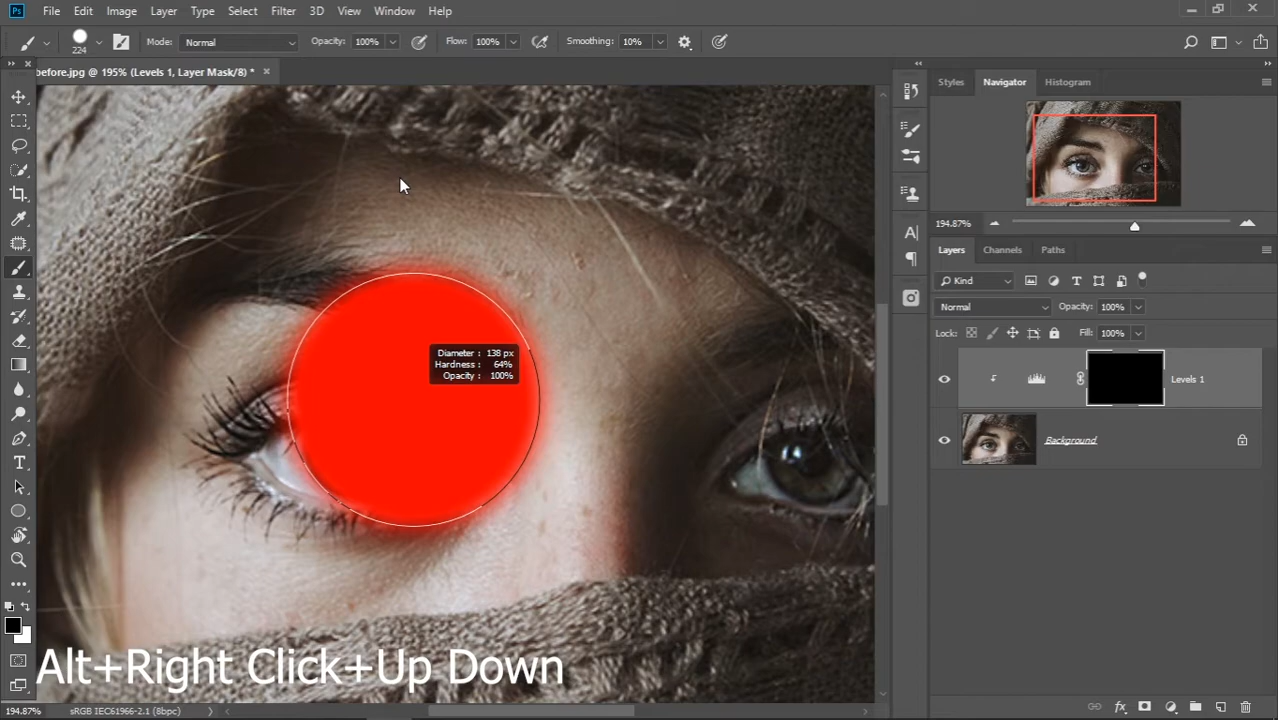 Ps File Edit Image Layer Type Select Filter 3D View Window Help
224 Mode: Normal Opacity: 100% Flow: 100% Smoothing: 10%
before.jpg @ 195% (Levels 1, Layer Mask/8) *
Styles Navigator Histogram
194.87%
Layers Channels Paths
Kind
Normal Opacity: 100%
Lock: Fill: 100%
Levels 1
Background
Diameter : 138 px
Hardness : 64%
Opacity : 100%
Alt+Right Click+Up Down
194.87% sRGB IEC61966-2.1 (8bpc)